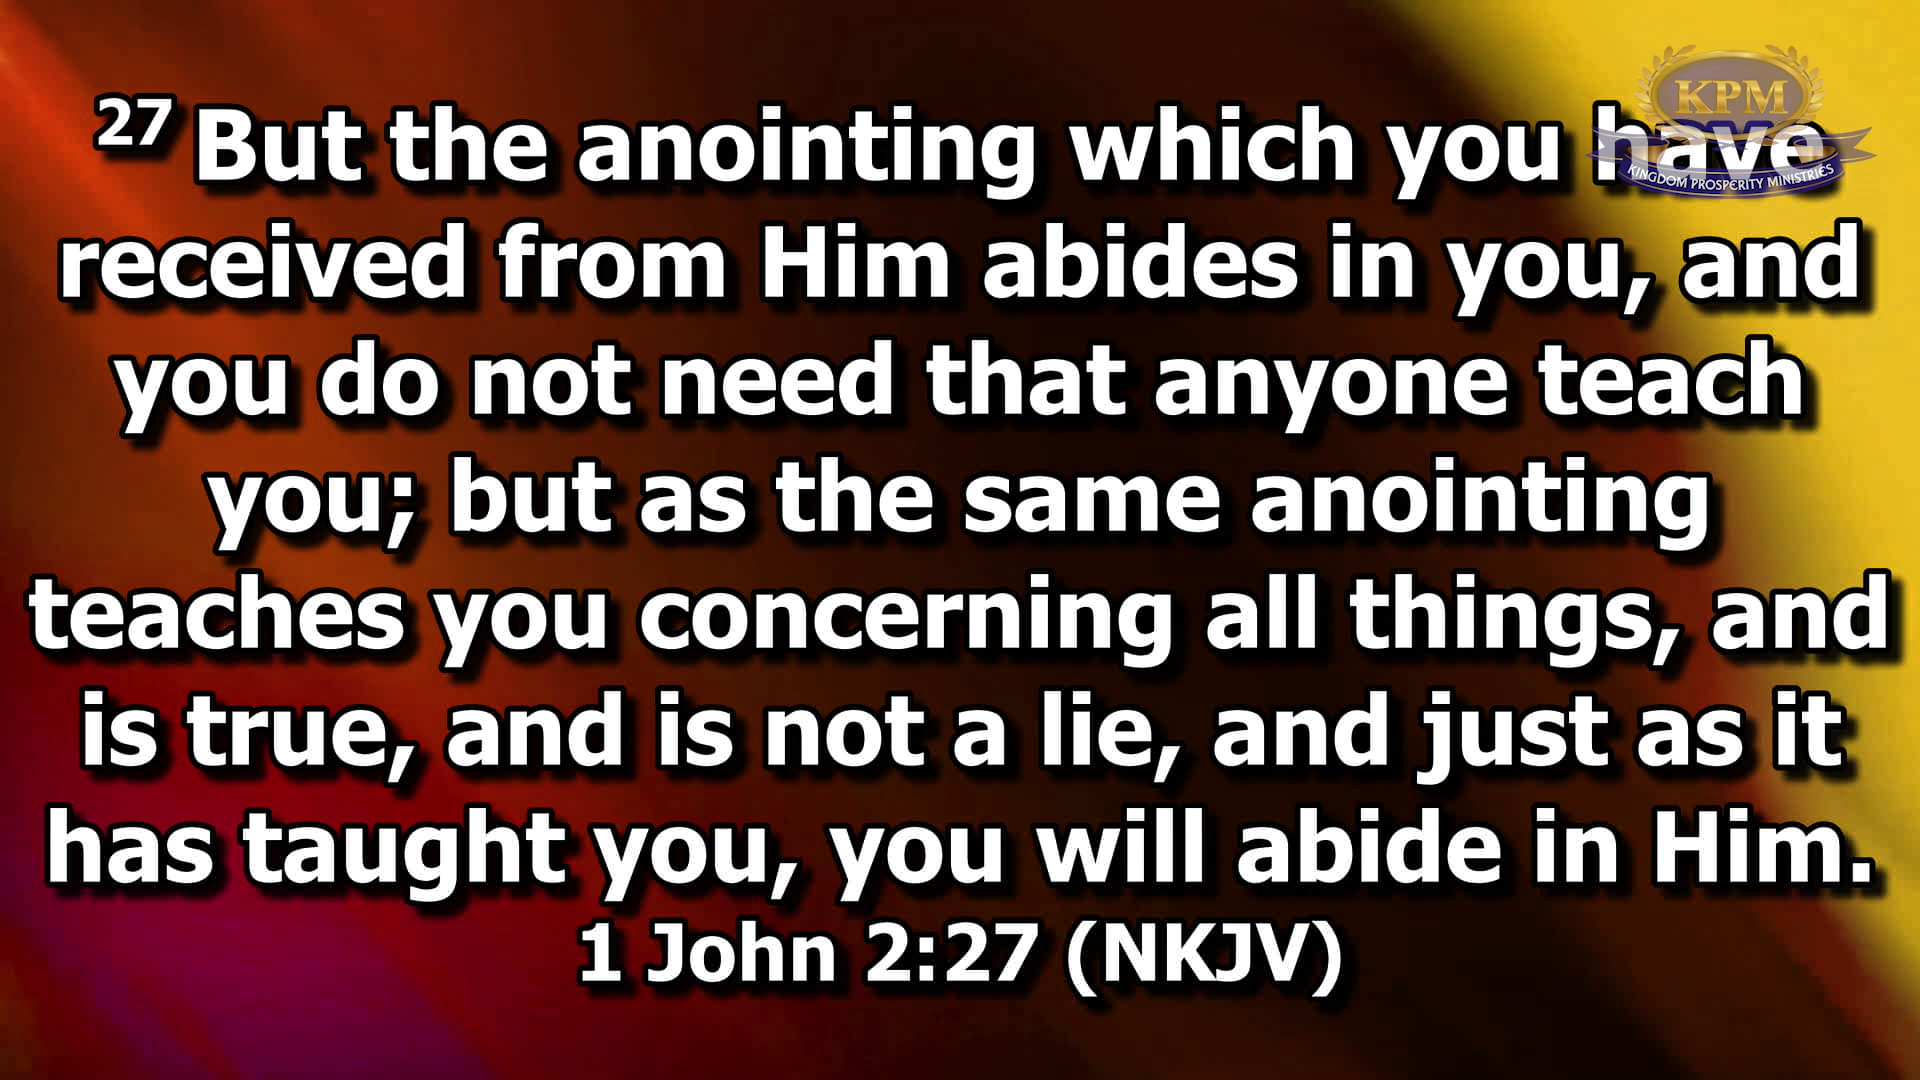 27 But the anointing which you have
received from Him abides in you, and
you do not need that anyone teach
you; but as the same anointing
teaches you concerning all things, and
is true, and is not a lie, and just as it
has taught you, you will abide in Him.
1 John 2:27 (NKJV)
KPM
KINGDOM PROSPERITY MINISTRIES